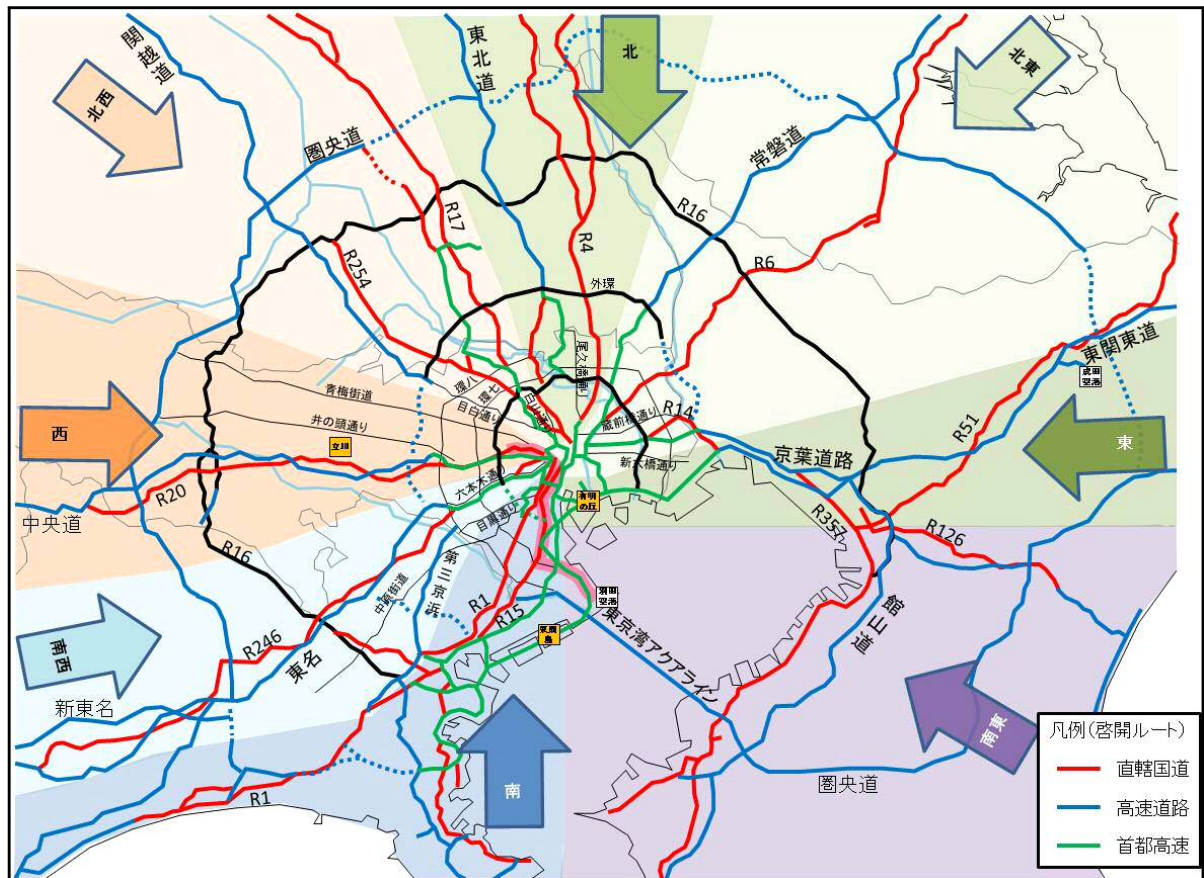 関越道
東北道
北
北東
北西
圏央道
常磐道
R17
R16
R4
R6
R254
外環
尾久橋通り
東関東道
成田
空港
環八
環七
青梅街道
目白通り
白山通り
蔵前橋通り
R14
R51
西
井の頭通り
立川
新大橋通り
京葉道路
東
R20
六本木通り
有明
の丘
中央道
目黒通り
R357
R126
R16
第三京浜
中原街道
R1
羽田
空港
館山道
R15
南西
R246
東名
東扇
島
東京湾アクアライン
新東名
南東
凡例(啓開ルート)
直轄国道
高速道路
首都高速
南
圏央道
R1